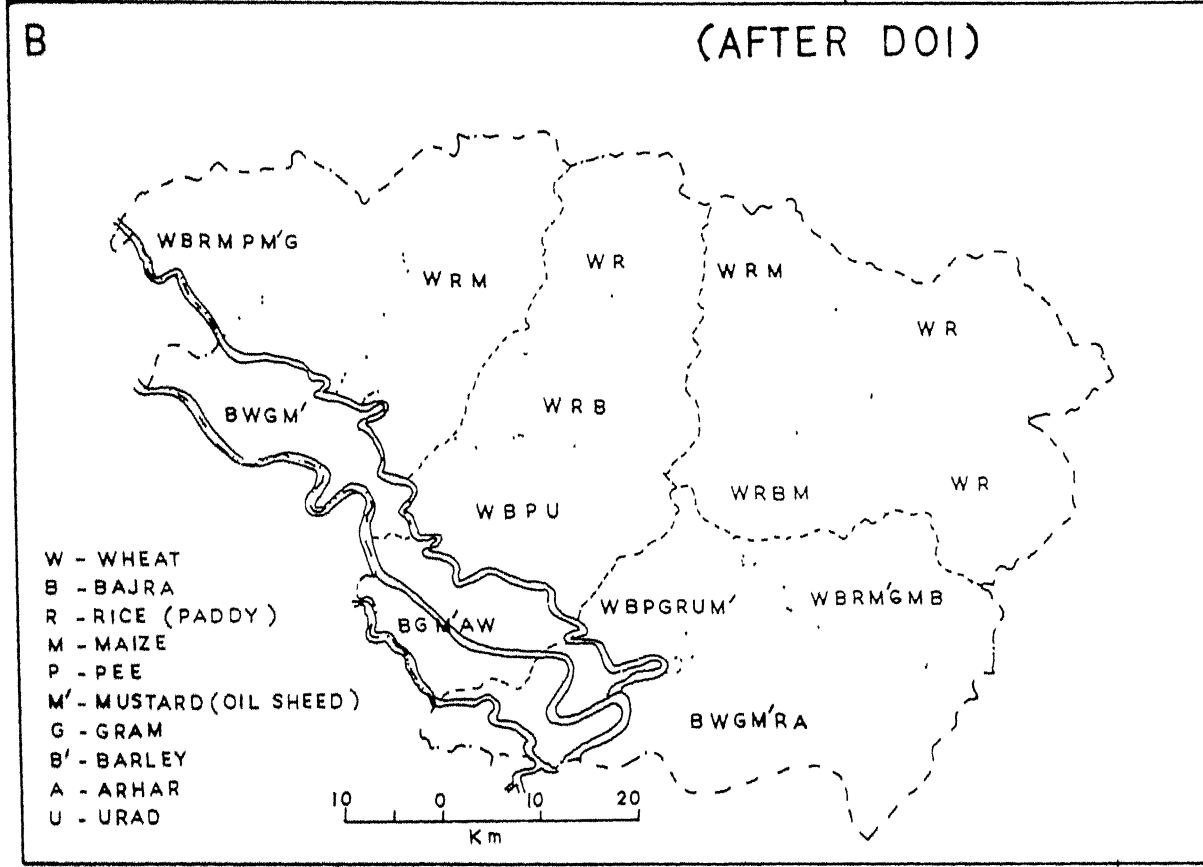 B
(AFTER DOI)
WBRMPM'G
WRM
WR
WRM
WR
BWGM'
WRB
WBPU
WRBM
WR
BGM'AW
WBPGRUM'
WBRM'GMB
BWGM'RA
W - WHEAT
B - BAJRA
R - RICE (PADDY)
M - MAIZE
P - PEE
M' - MUSTARD (OIL SHEED)
G - GRAM
B' - BARLEY
A - ARHAR
U - URAD
10 0 10 20
Km